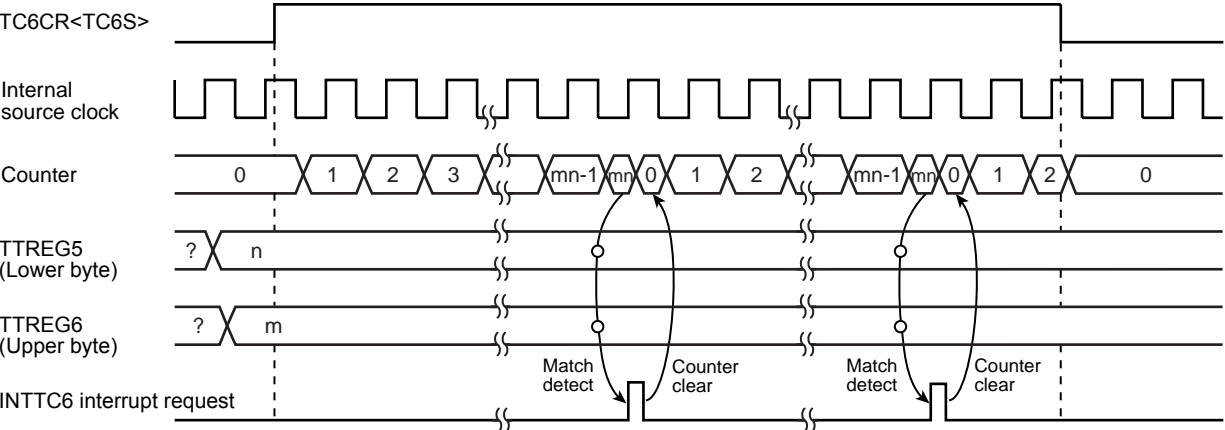 TC6CR<TC6S>
Internal
source clock
Counter
0 1 2 3 mn-1 mn 0 1 2 mn-1 mn 0 1 2 0
TTREG5
(Lower byte)
? n
TTREG6
(Upper byte)
? m
Match
detect
Counter
clear
Match
detect
Counter
clear
INTTC6 interrupt request